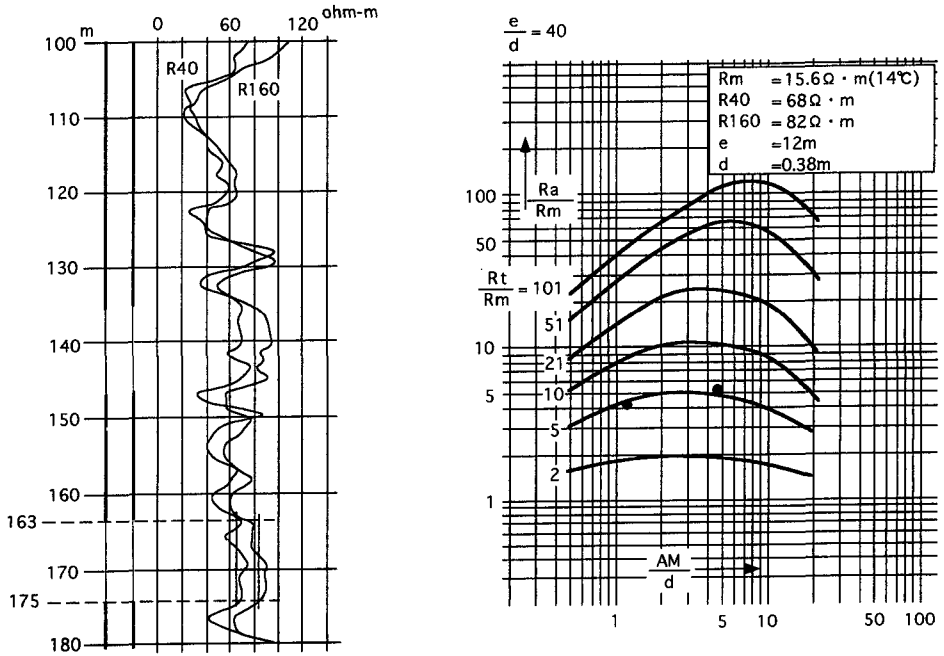 m
0 60 120 ohm-m
100
R40
R160
110
120
130
140
150
160
163
170
175
180
e/d = 40
Rm = 15.6Ω・m(14℃)
R40 = 68Ω・m
R160 = 82Ω・m
e = 12m
d = 0.38m
Ra/Rm
100
50
Rt/Rm = 101
51
21
10
10
5
5
2
1
AM/d
1 5 10 50 100